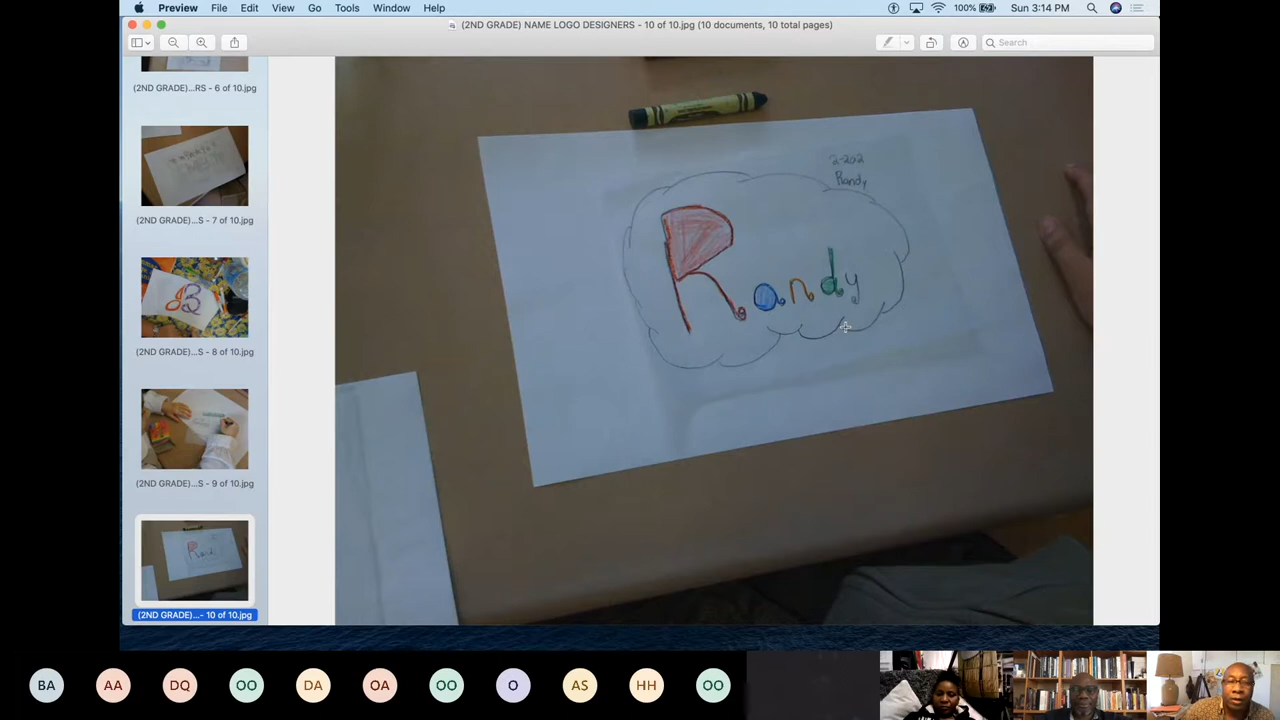 Preview File Edit View Go Tools Window Help
100% Sun 3:14 PM
(2ND GRADE) NAME LOGO DESIGNERS - 10 of 10.jpg (10 documents, 10 total pages)
Search
(2ND GRADE)...RS - 6 of 10.jpg
(2ND GRADE)...S - 7 of 10.jpg
(2ND GRADE)...S - 8 of 10.jpg
(2ND GRADE)...S - 9 of 10.jpg
(2ND GRADE)...- 10 of 10.jpg
2-202
Randy
Randy
BA AA DQ OO DA OA OO O AS HH OO